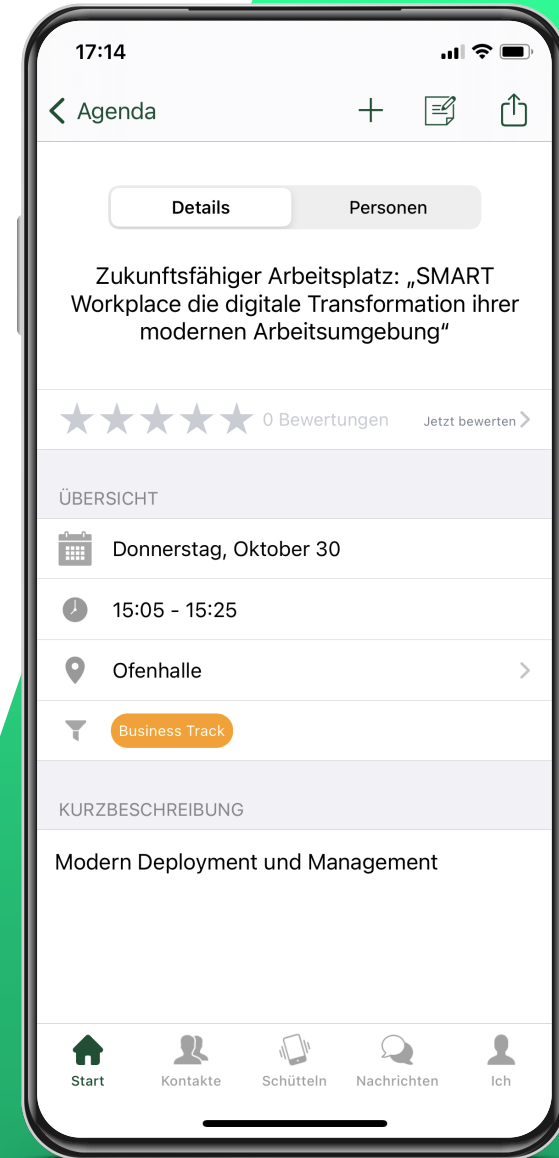 17:14
Agenda
Details Personen
Zukunftsfähiger Arbeitsplatz: „SMART
Workplace die digitale Transformation ihrer
modernen Arbeitsumgebung“
0 Bewertungen Jetzt bewerten
ÜBERSICHT
Donnerstag, Oktober 30
15:05 - 15:25
Ofenhalle
Business Track
KURZBESCHREIBUNG
Modern Deployment und Management
Start Kontakte Schütteln Nachrichten Ich